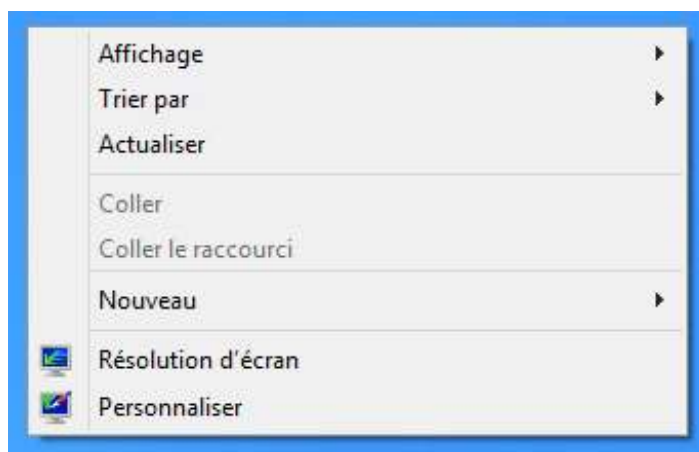 Affichage
Trier par
Actualiser
Coller
Coller le raccourci
Nouveau
Résolution d’écran
Personnaliser